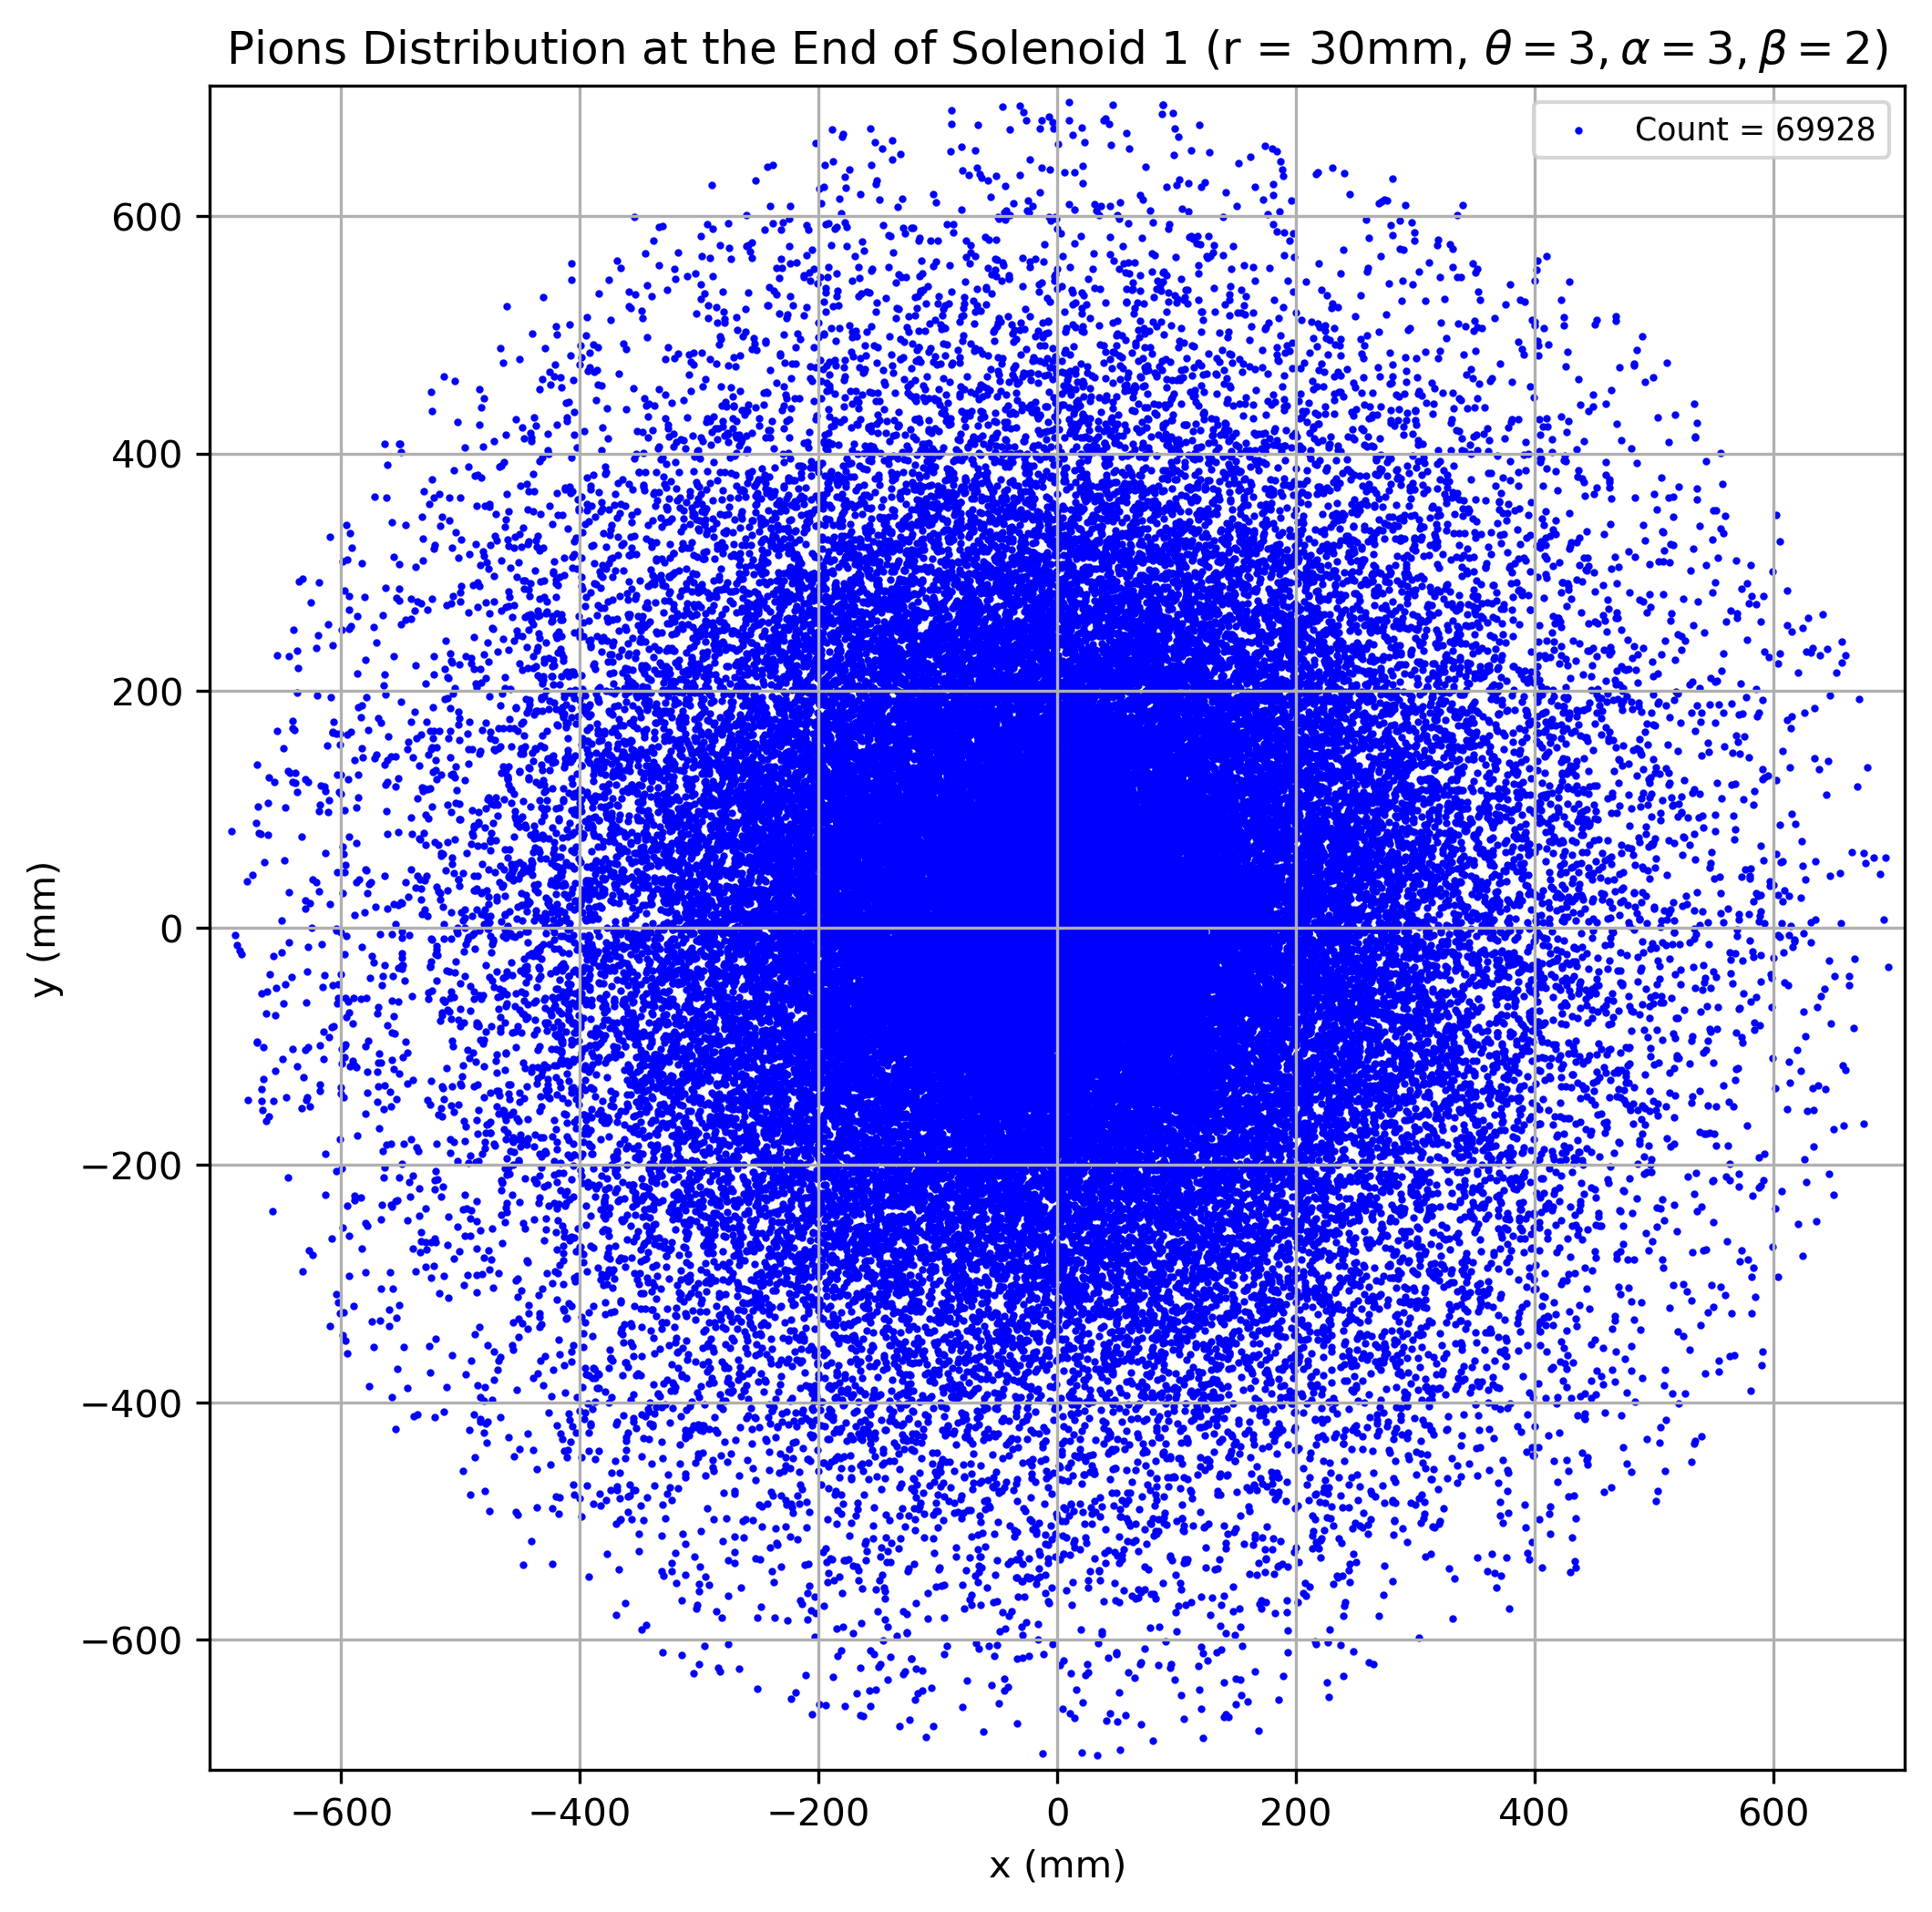 Pions Distribution at the End of Solenoid 1 (r = 30mm, θ = 3, α = 3, β = 2)
Count = 69928
600
400
200
0
−200
−400
−600
y (mm)
−600 −400 −200 0 200 400 600
x (mm)